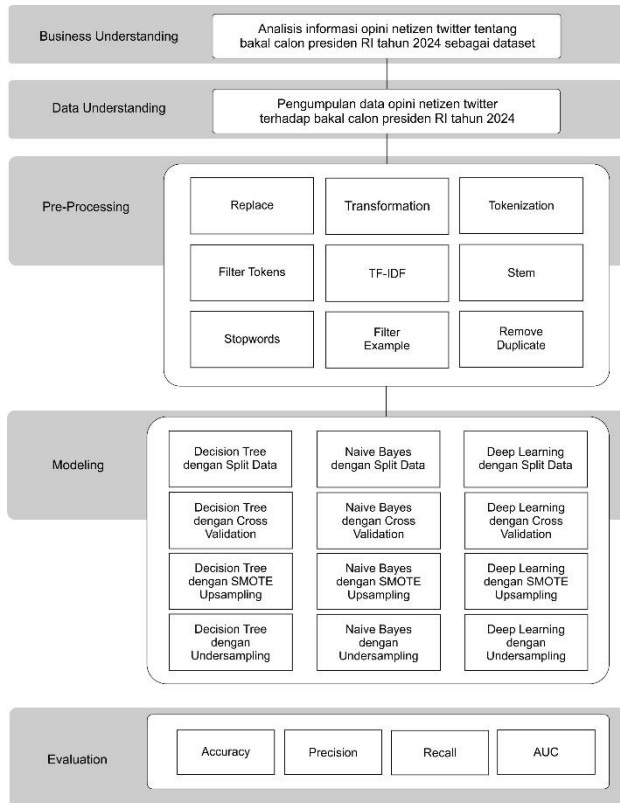 Business Understanding
Analisis informasi opini netizen twitter tentang
bakal calon presiden RI tahun 2024 sebagai dataset
Data Understanding
Pengumpulan data opini netizen twitter
terhadap bakal calon presiden RI tahun 2024
Pre-Processing
Replace
Transformation
Tokenization
Filter Tokens
TF-IDF
Stem
Stopwords
Filter
Example
Remove
Duplicate
Modeling
Decision Tree
dengan Split Data
Naive Bayes
dengan Split Data
Deep Learning
dengan Split Data
Decision Tree
dengan Cross
Validation
Naive Bayes
dengan Cross
Validation
Deep Learning
dengan Cross
Validation
Decision Tree
dengan SMOTE
Upsampling
Naive Bayes
dengan SMOTE
Upsampling
Deep Learning
dengan SMOTE
Upsampling
Decision Tree
dengan
Undersampling
Naive Bayes
dengan
Undersampling
Deep Learning
dengan
Undersampling
Evaluation
Accuracy
Precision
Recall
AUC